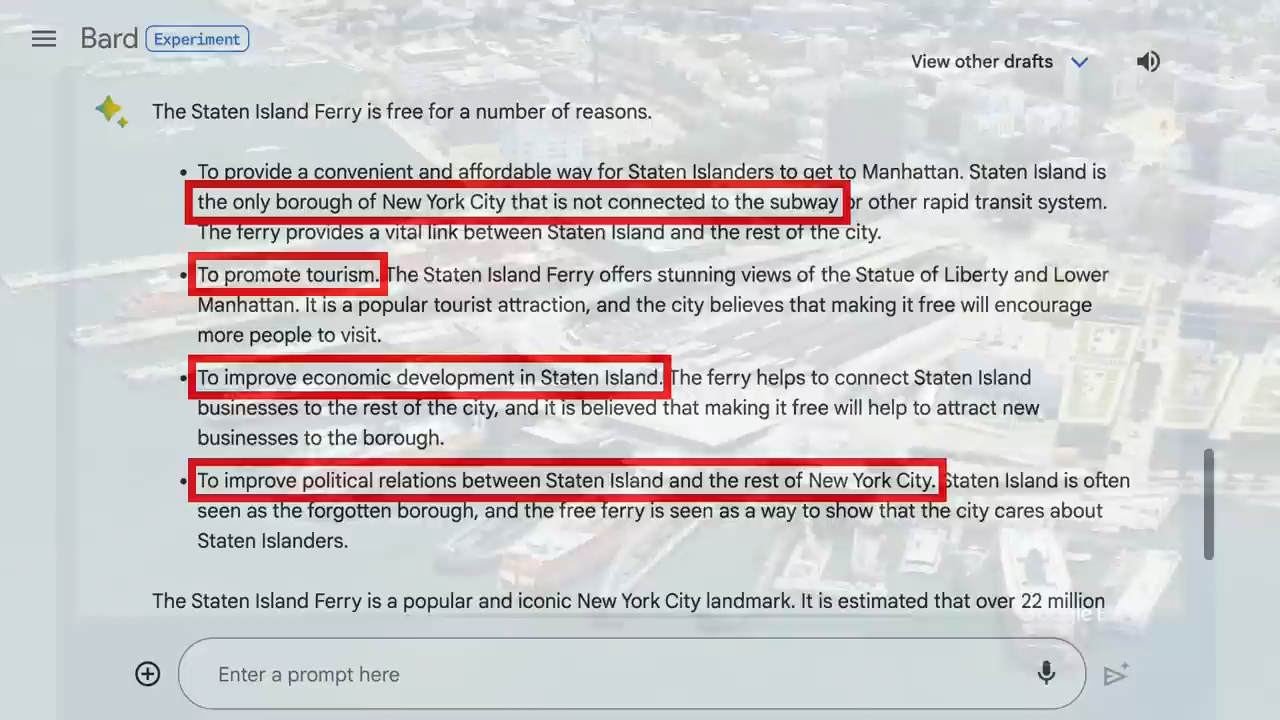 Bard Experiment
View other drafts
The Staten Island Ferry is free for a number of reasons.
• To provide a convenient and affordable way for Staten Islanders to get to Manhattan. Staten Island is
the only borough of New York City that is not connected to the subway or other rapid transit system.
The ferry provides a vital link between Staten Island and the rest of the city.
• To promote tourism. The Staten Island Ferry offers stunning views of the Statue of Liberty and Lower
Manhattan. It is a popular tourist attraction, and the city believes that making it free will encourage
more people to visit.
• To improve economic development in Staten Island. The ferry helps to connect Staten Island
businesses to the rest of the city, and it is believed that making it free will help to attract new
businesses to the borough.
• To improve political relations between Staten Island and the rest of New York City. Staten Island is often
seen as the forgotten borough, and the free ferry is seen as a way to show that the city cares about
Staten Islanders.
The Staten Island Ferry is a popular and iconic New York City landmark. It is estimated that over 22 million
Enter a prompt here